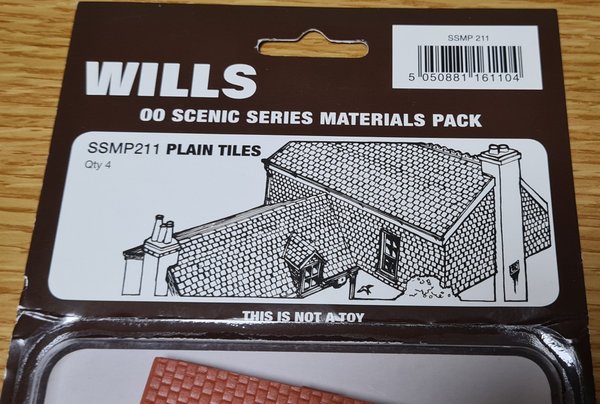 SSMP 211
5 050881 161104
WILLS
OO SCENIC SERIES MATERIALS PACK
SSMP211 PLAIN TILES
Qty 4
THIS IS NOT A TOY